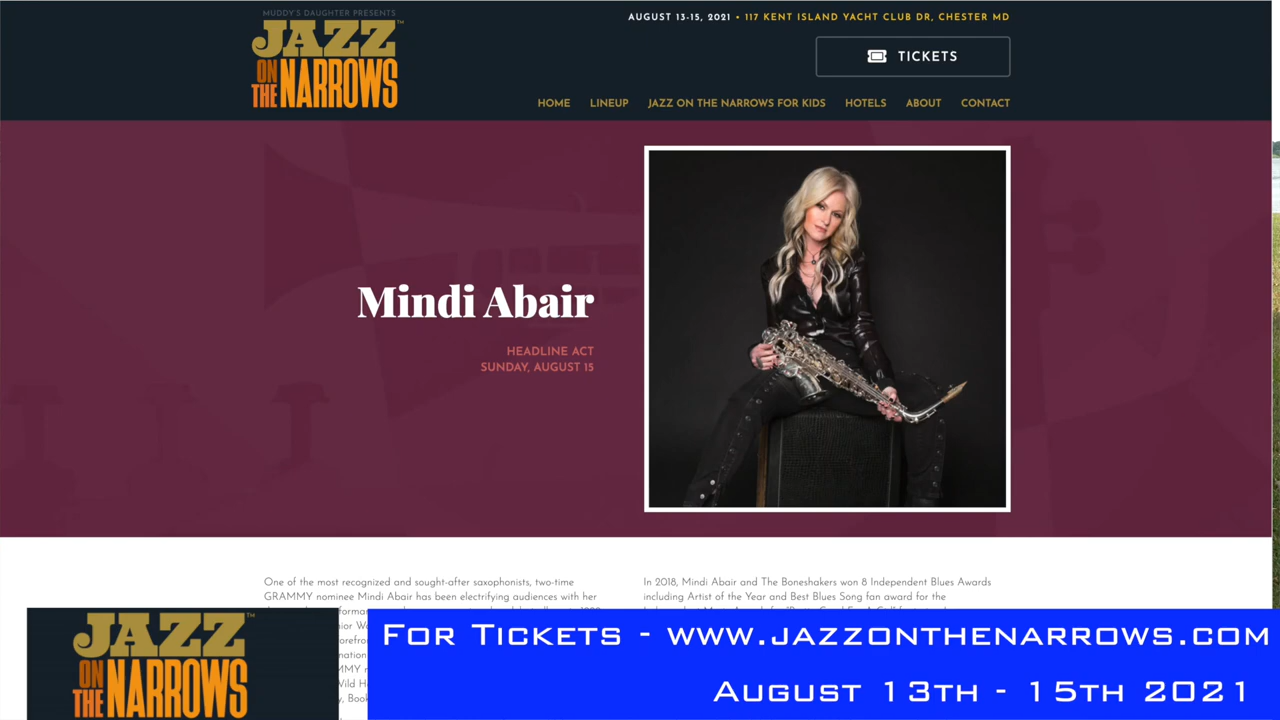 MUDDY'S DAUGHTER PRESENTS
JAZZ™
ON THE NARROWS
AUGUST 13-15, 2021 • 117 KENT ISLAND YACHT CLUB DR, CHESTER MD
TICKETS
HOME LINEUP JAZZ ON THE NARROWS FOR KIDS HOTELS ABOUT CONTACT
Mindi Abair
HEADLINE ACT
SUNDAY, AUGUST 15
One of the most recognized and sought-after saxophonists, two-time
GRAMMY nominee Mindi Abair has been electrifying audiences with her
In 2018, Mindi Abair and The Boneshakers won 8 Independent Blues Awards
including Artist of the Year and Best Blues Song fan award for the
JAZZ™
ON THE NARROWS
FOR TICKETS - WWW.JAZZONTHENARROWS.COM
AUGUST 13TH - 15TH 2021